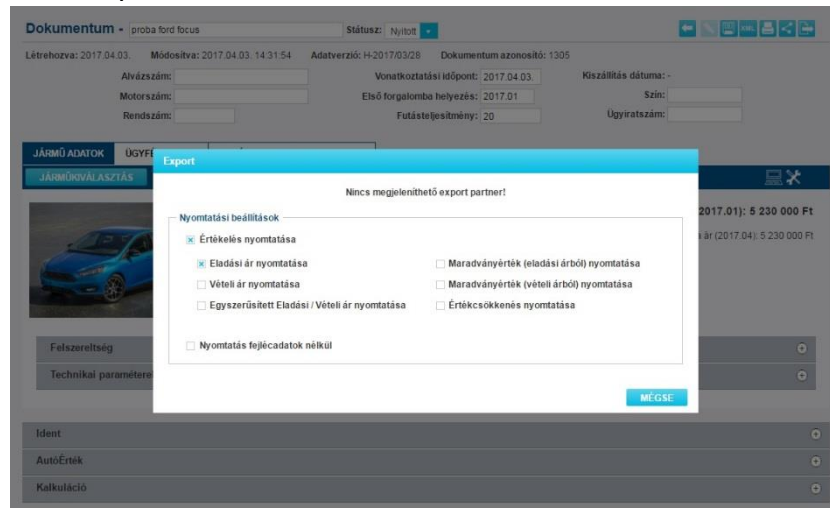 Dokumentum - proba ford focus Státusz: Nyitott
XML
Létrehozva: 2017.04.03. Módosítva: 2017.04.03. 14:31:54 Adatverzió: H-2017/03/28 Dokumentum azonosító: 1305
Alvázszám: Vonatkoztatási időpont: 2017.04.03. Kiszállítás dátuma: -
Motorszám: Első forgalomba helyezés: 2017.01 Szín:
Rendszám: Futásteljesítmény: 20 Ügyiratszám:
JÁRMŰ ADATOK ÜGYFÉ
Export
JÁRMŰKIVÁLASZTÁS
Nincs megjeleníthető export partner!
2017.01): 5 230 000 Ft
Nyomtatási beállítások
ár (2017.04): 5 230 000 Ft
Értékelés nyomtatása
Eladási ár nyomtatása Maradványérték (eladási árból) nyomtatása
Vételi ár nyomtatása Maradványérték (vételi árból) nyomtatása
Egyszerűsített Eladási / Vételi ár nyomtatása Értékcsökkenés nyomtatása
Felszereltség
Nyomtatás fejlécadatok nélkül
Technikai paraméterek
MÉGSE
Ident
AutóÉrték
Kalkuláció